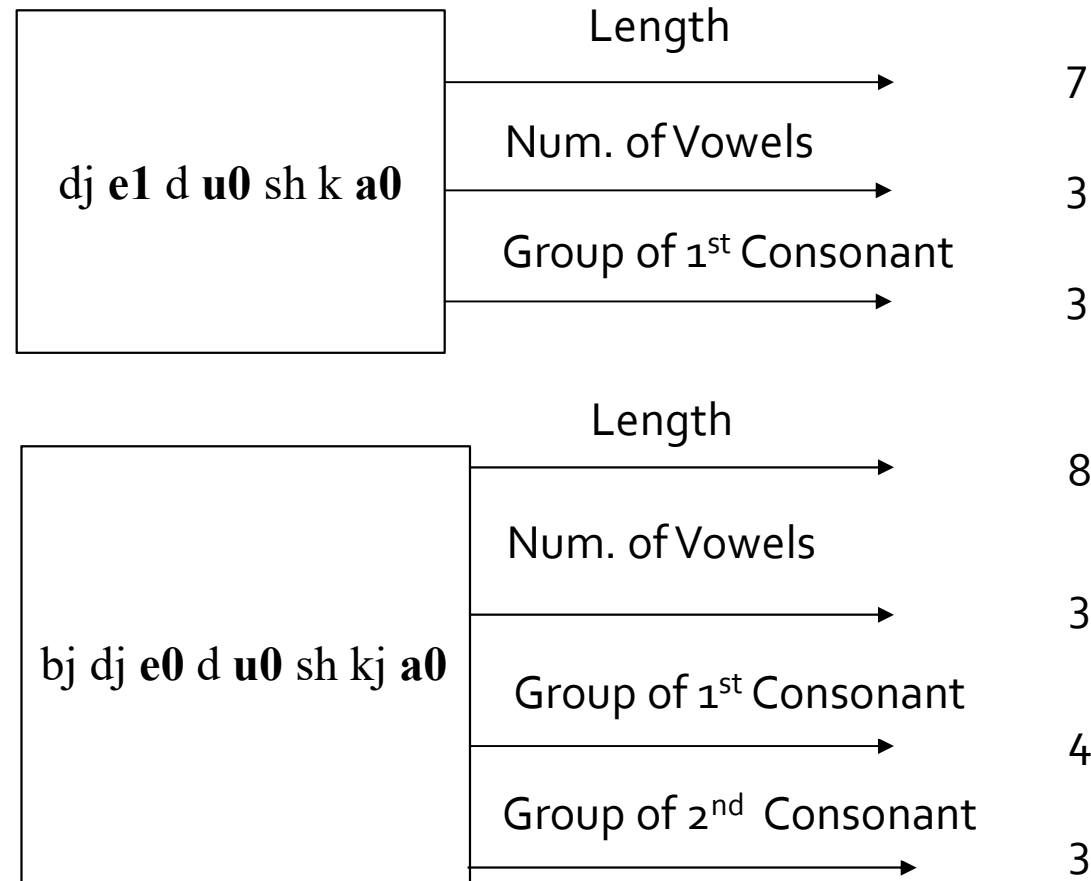 Length
7
Num. of Vowels
dj e1 d u0 sh k a0
3
Group of 1st Consonant
3
Length
8
Num. of Vowels
3
bj dj e0 d u0 sh kj a0
Group of 1st Consonant
4
Group of 2nd Consonant
3